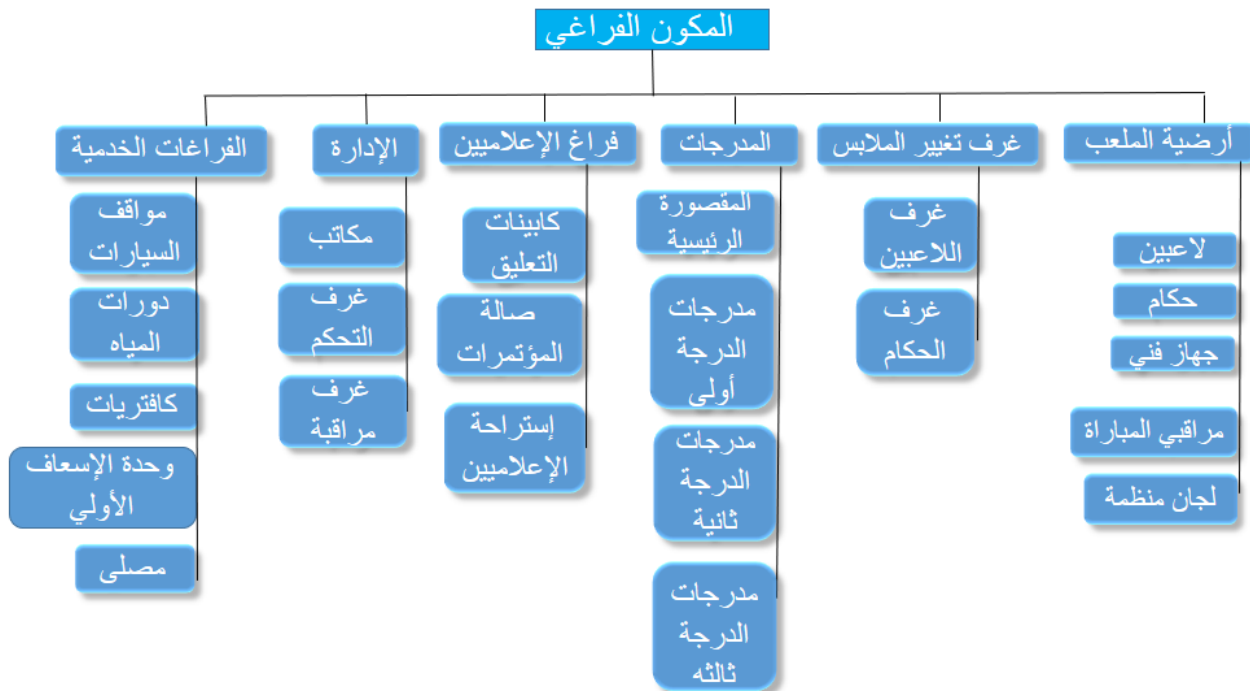 المكون الفراغي
أرضية الملعب
لاعبين
حكام
جهاز فني
مراقبي المباراة
لجان منظمة
غرف تغيير الملابس
غرف
اللاعبين
غرف
الحكام
المدرجات
المقصورة
الرئيسية
مدرجات
الدرجة
أولى
مدرجات
الدرجة
ثانية
مدرجات
الدرجة
ثالثه
فراغ الإعلاميين
كابينات
التعليق
صالة
المؤتمرات
إستراحة
الإعلاميين
الإدارة
مكاتب
غرف
التحكم
غرف
مراقبة
الفراغات الخدمية
مواقف
السيارات
دورات
المياه
كافتريات
وحدة الإسعاف
الأولي
مصلى